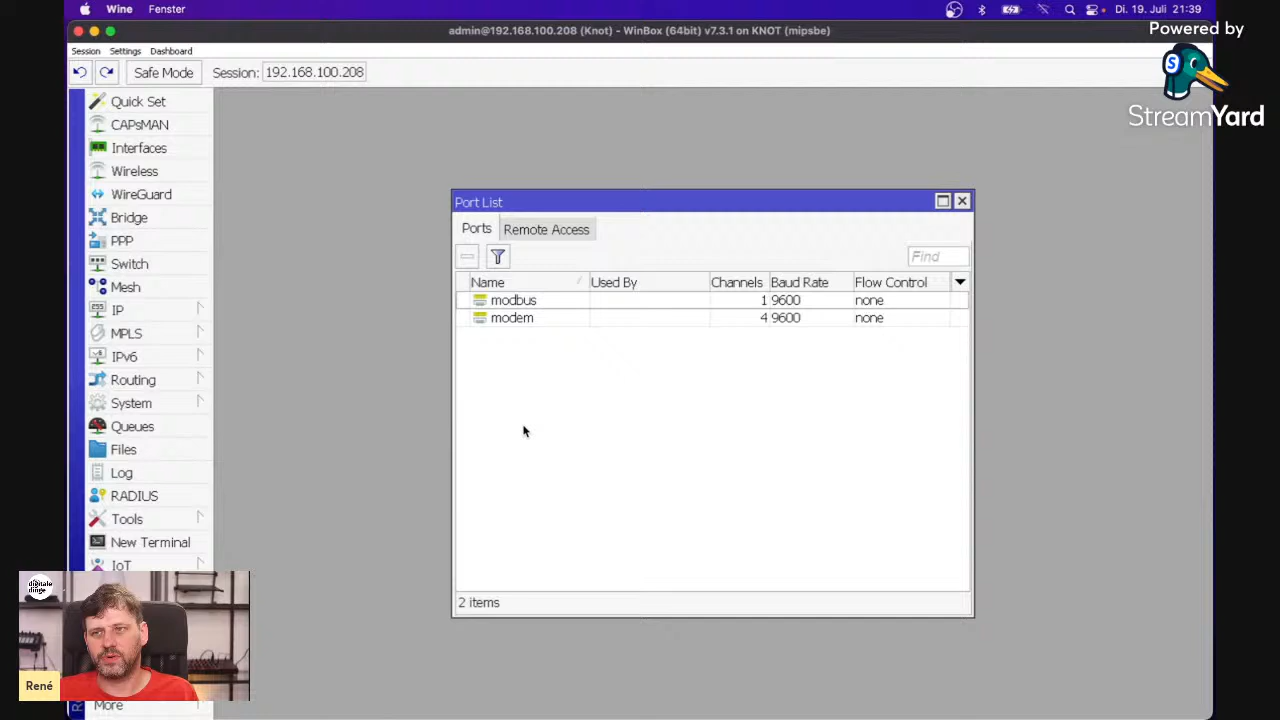 Wine Fenster Di. 19. Juli 21:39
admin@192.168.100.208 (Knot) - WinBox (64bit) v7.3.1 on KNOT (mipsbe)
Powered by
StreamYard
Session Settings Dashboard
Safe Mode Session: 192.168.100.208
Quick Set
CAPsMAN
Interfaces
Wireless
WireGuard
Bridge
PPP
Switch
Mesh
IP
MPLS
IPv6
Routing
System
Queues
Files
Log
RADIUS
Tools
New Terminal
IoT
More
Port List
Ports Remote Access
Find
Name Used By Channels Baud Rate Flow Control
modbus 1 9600 none
modem 4 9600 none
2 items
digitale
dinge
René